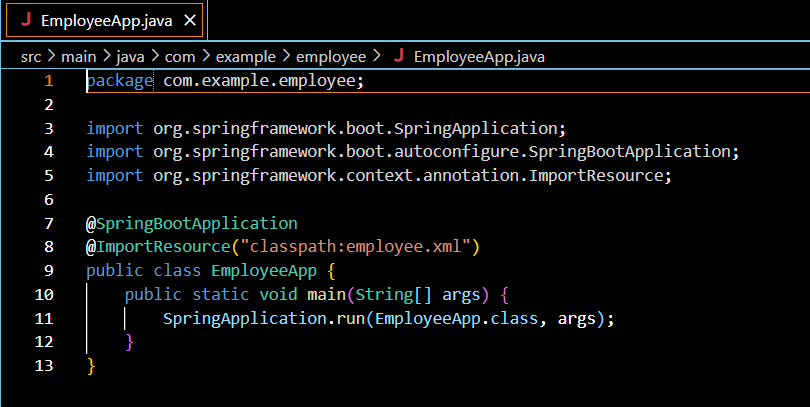 J EmployeeApp.java ×
src > main > java > com > example > employee > J EmployeeApp.java
1 package com.example.employee;
2
3 import org.springframework.boot.SpringApplication;
4 import org.springframework.boot.autoconfigure.SpringBootApplication;
5 import org.springframework.context.annotation.ImportResource;
6
7 @SpringBootApplication
8 @ImportResource("classpath:employee.xml")
9 public class EmployeeApp {
10     public static void main(String[] args) {
11         SpringApplication.run(EmployeeApp.class, args);
12     }
13 }